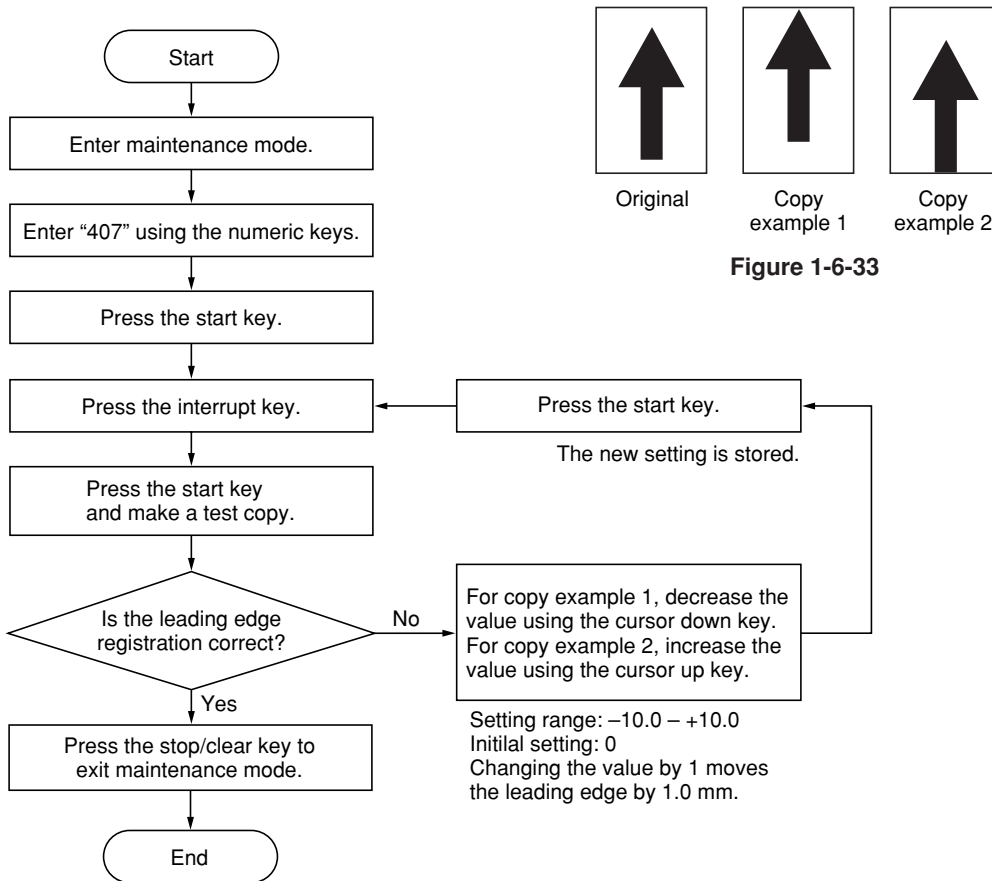 Start
Enter maintenance mode.
Enter “407” using the numeric keys.
Press the start key.
Press the interrupt key.
Press the start key
and make a test copy.
Is the leading edge
registration correct?
No
Yes
Press the stop/clear key to
exit maintenance mode.
End
Press the start key.
The new setting is stored.
For copy example 1, decrease the
value using the cursor down key.
For copy example 2, increase the
value using the cursor up key.
Setting range: –10.0 – +10.0
Initilal setting: 0
Changing the value by 1 moves
the leading edge by 1.0 mm.
Original
Copy
example 1
Copy
example 2
Figure 1-6-33